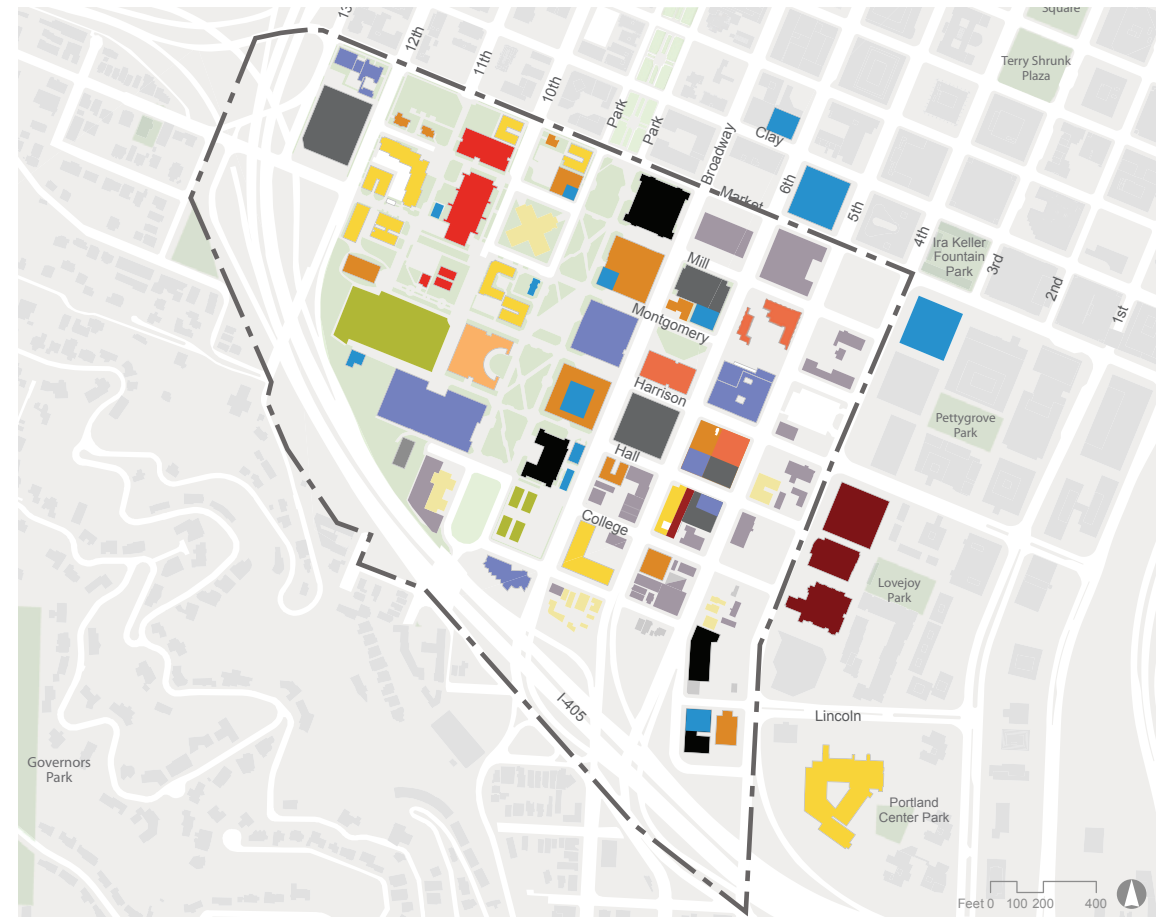 13
Square
12th
11th
10th
Terry Shrunk
Plaza
Park
Park
Clay
Broadway
6th
Market
5th
4th
Ira Keller
Fountain
Park
3rd
2nd
1st
Mill
Montgomery
Harrison
Pettygrove
Park
Hall
College
Lovejoy
Park
I-405
Lincoln
Governors
Park
Portland
Center Park
Feet 0 100 200 400